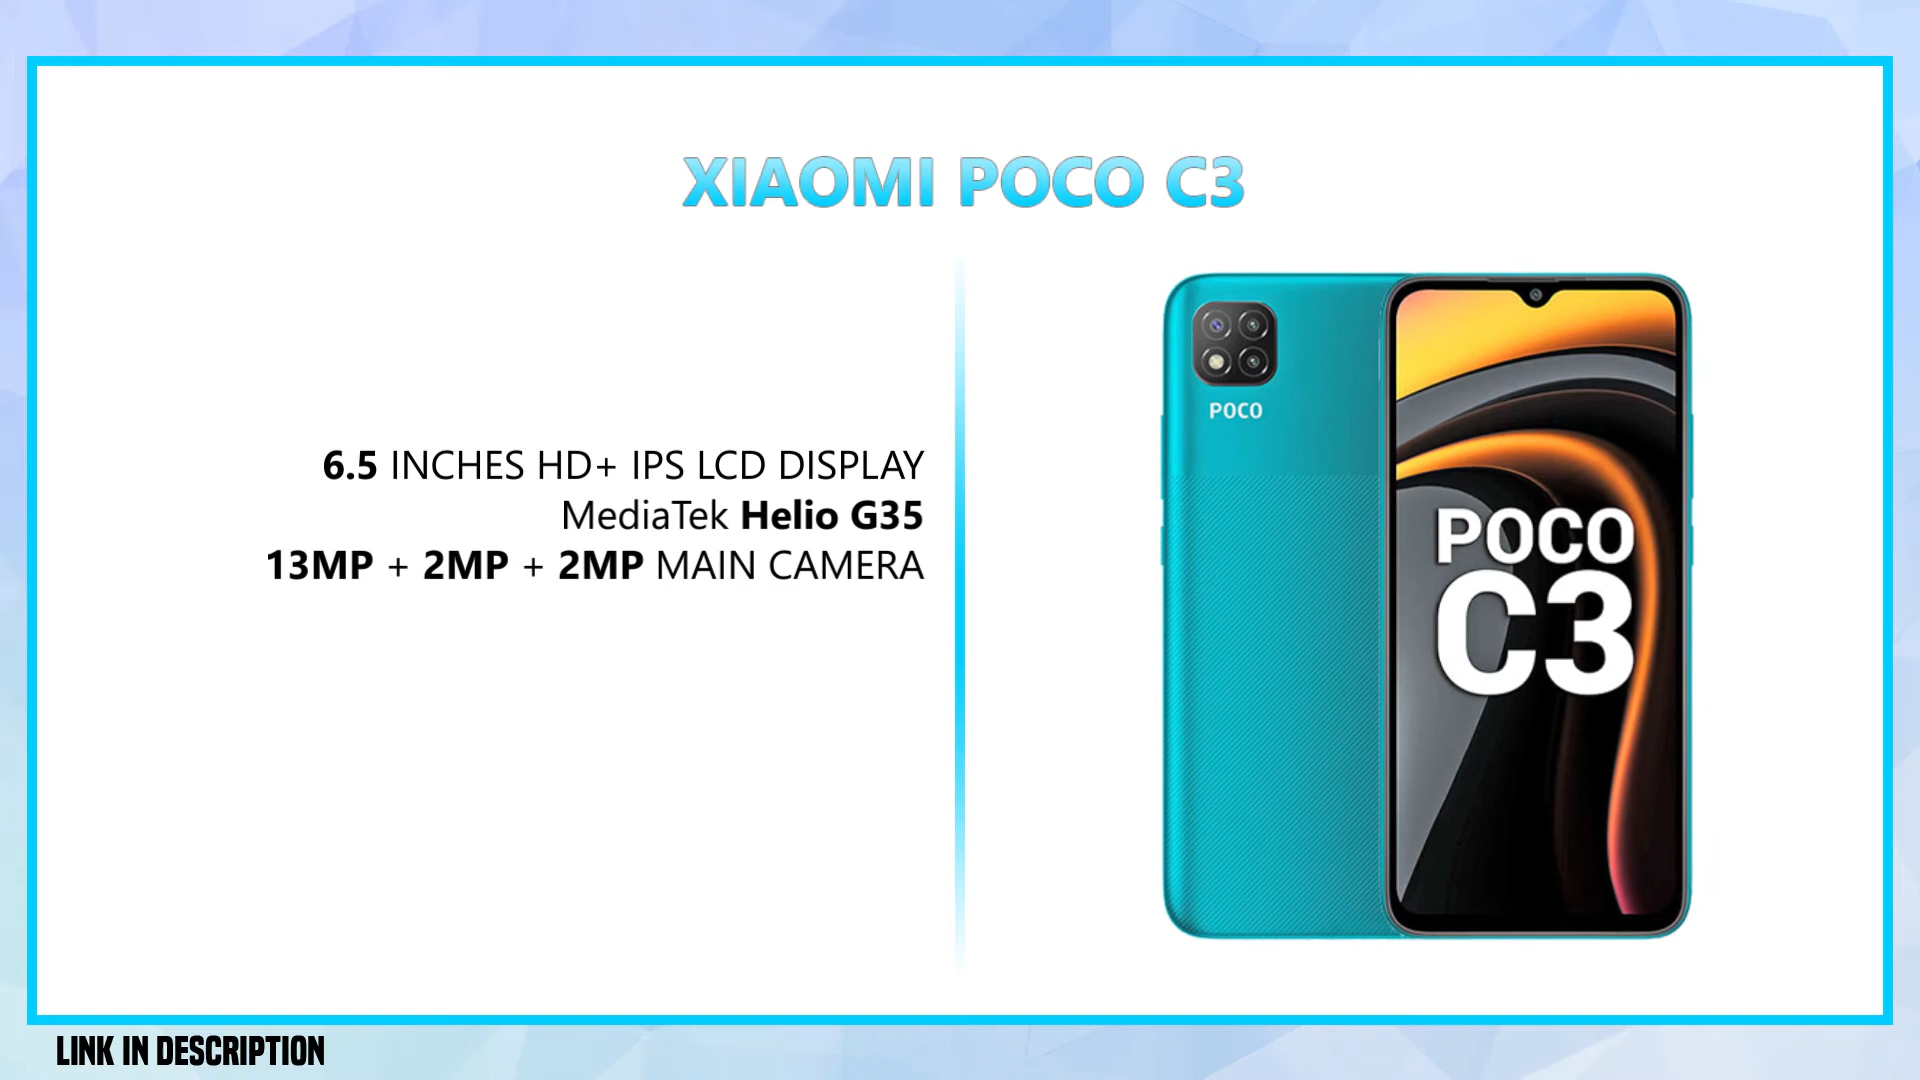 XIAOMI POCO C3
6.5 INCHES HD+ IPS LCD DISPLAY
MediaTek Helio G35
13MP + 2MP + 2MP MAIN CAMERA
POCO
POCO
C3
LINK IN DESCRIPTION